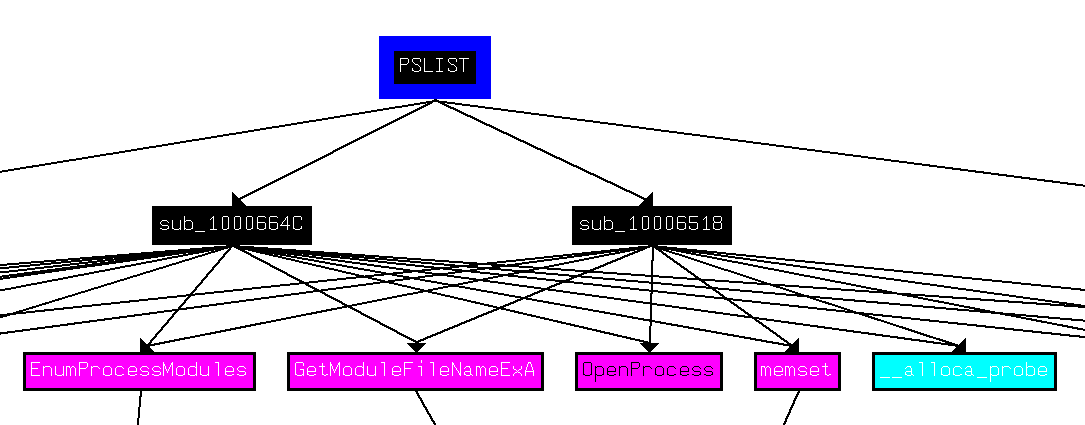 PSLIST
sub_1000664C
sub_10006518
EnumProcessModules
GetModuleFileNameExA
OpenProcess
memset
__alloca_probe